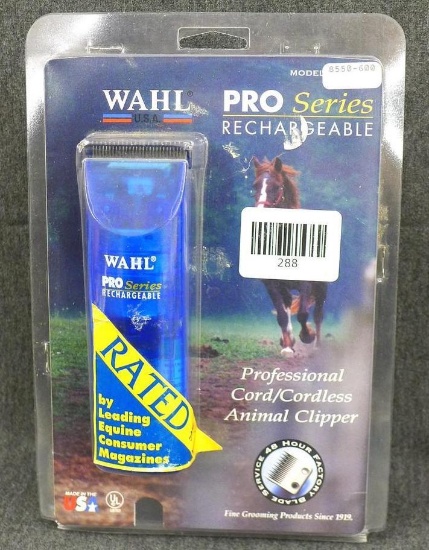 MODEL
8550-600
WAHL®
U.S.A.
PRO Series
RECHARGEABLE
288
WAHL®
PRO Series
RECHARGEABLE
RATED
by
Leading
Equine
Consumer
Magazines
Professional
Cord/Cordless
Animal Clipper
48 HOUR FACTORY
BLADE SERVICE
MADE IN THE
USA
UL
Fine Grooming Products Since 1919.